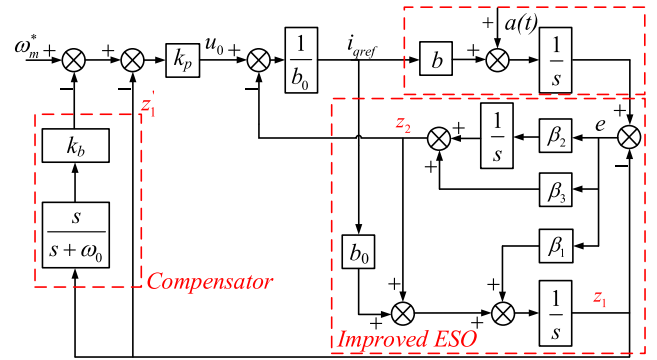 ω*m + + kp u0 + 1/b0 iqref b + + a(t) 1/s +
− − z1' −
kb z2 + 1/s β2 e −
+ β3
s/(s + ω0) b0 + β1
+ + + 1/s z1
Compensator
Improved ESO